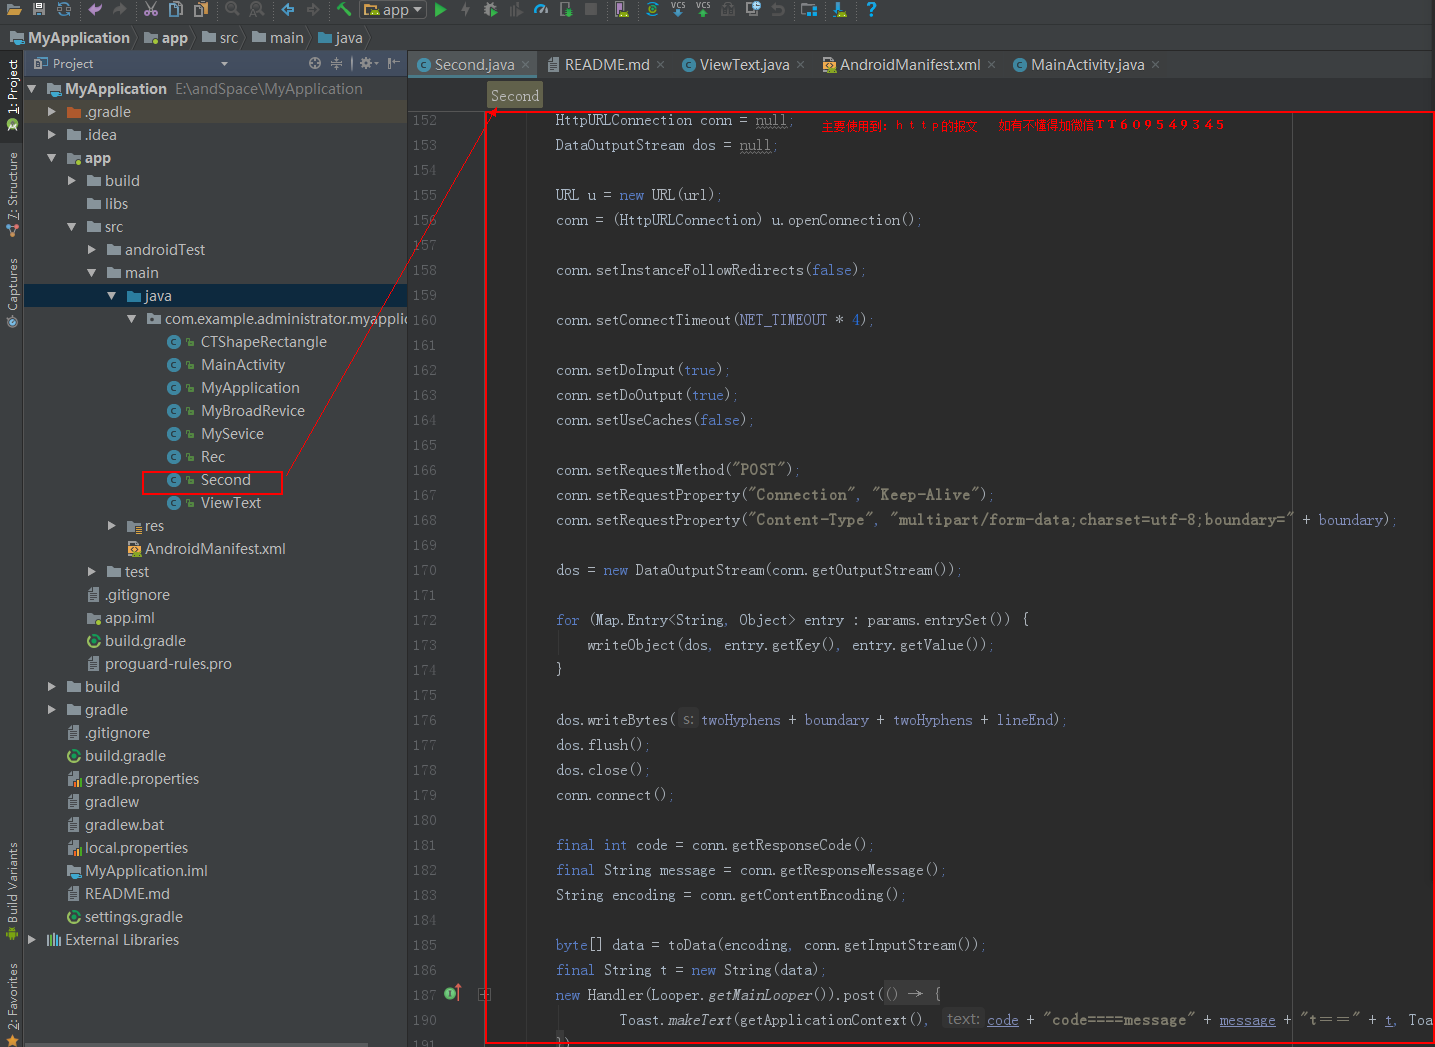 app
VCS
VCS
MyApplication
app
src
main
java
Project
Second.java
README.md
ViewText.java
AndroidManifest.xml
MainActivity.java
1: Project
7: Structure
Captures
Build Variants
2: Favorites
MyApplication E:\andSpace\MyApplication
.gradle
.idea
app
build
libs
src
androidTest
main
java
com.example.administrator.myapplic
CTShapeRectangle
MainActivity
MyApplication
MyBroadRevice
MySevice
Rec
Second
ViewText
res
AndroidManifest.xml
test
.gitignore
app.iml
build.gradle
proguard-rules.pro
build
gradle
.gitignore
build.gradle
gradle.properties
gradlew
gradlew.bat
local.properties
MyApplication.iml
README.md
settings.gradle
External Libraries
Second
152 HttpURLConnection conn = null; 主要使用到：ｈｔｔｐ的报文 如有不懂得加微信ＴＴ６０９５４９３４５
153 DataOutputStream dos = null;
154
155 URL u = new URL(url);
156 conn = (HttpURLConnection) u.openConnection();
157
158 conn.setInstanceFollowRedirects(false);
159
160 conn.setConnectTimeout(NET_TIMEOUT * 4);
161
162 conn.setDoInput(true);
163 conn.setDoOutput(true);
164 conn.setUseCaches(false);
165
166 conn.setRequestMethod("POST");
167 conn.setRequestProperty("Connection", "Keep-Alive");
168 conn.setRequestProperty("Content-Type", "multipart/form-data;charset=utf-8;boundary=" + boundary);
169
170 dos = new DataOutputStream(conn.getOutputStream());
171
172 for (Map.Entry<String, Object> entry : params.entrySet()) {
173 writeObject(dos, entry.getKey(), entry.getValue());
174 }
175
176 dos.writeBytes( s: twoHyphens + boundary + twoHyphens + lineEnd);
177 dos.flush();
178 dos.close();
179 conn.connect();
180
181 final int code = conn.getResponseCode();
182 final String message = conn.getResponseMessage();
183 String encoding = conn.getContentEncoding();
184
185 byte[] data = toData(encoding, conn.getInputStream());
186 final String t = new String(data);
187 new Handler(Looper.getMainLooper()).post(() → {
190 Toast.makeText(getApplicationContext(), text: code + "code====message" + message + "t==" + t, Toa
191 })